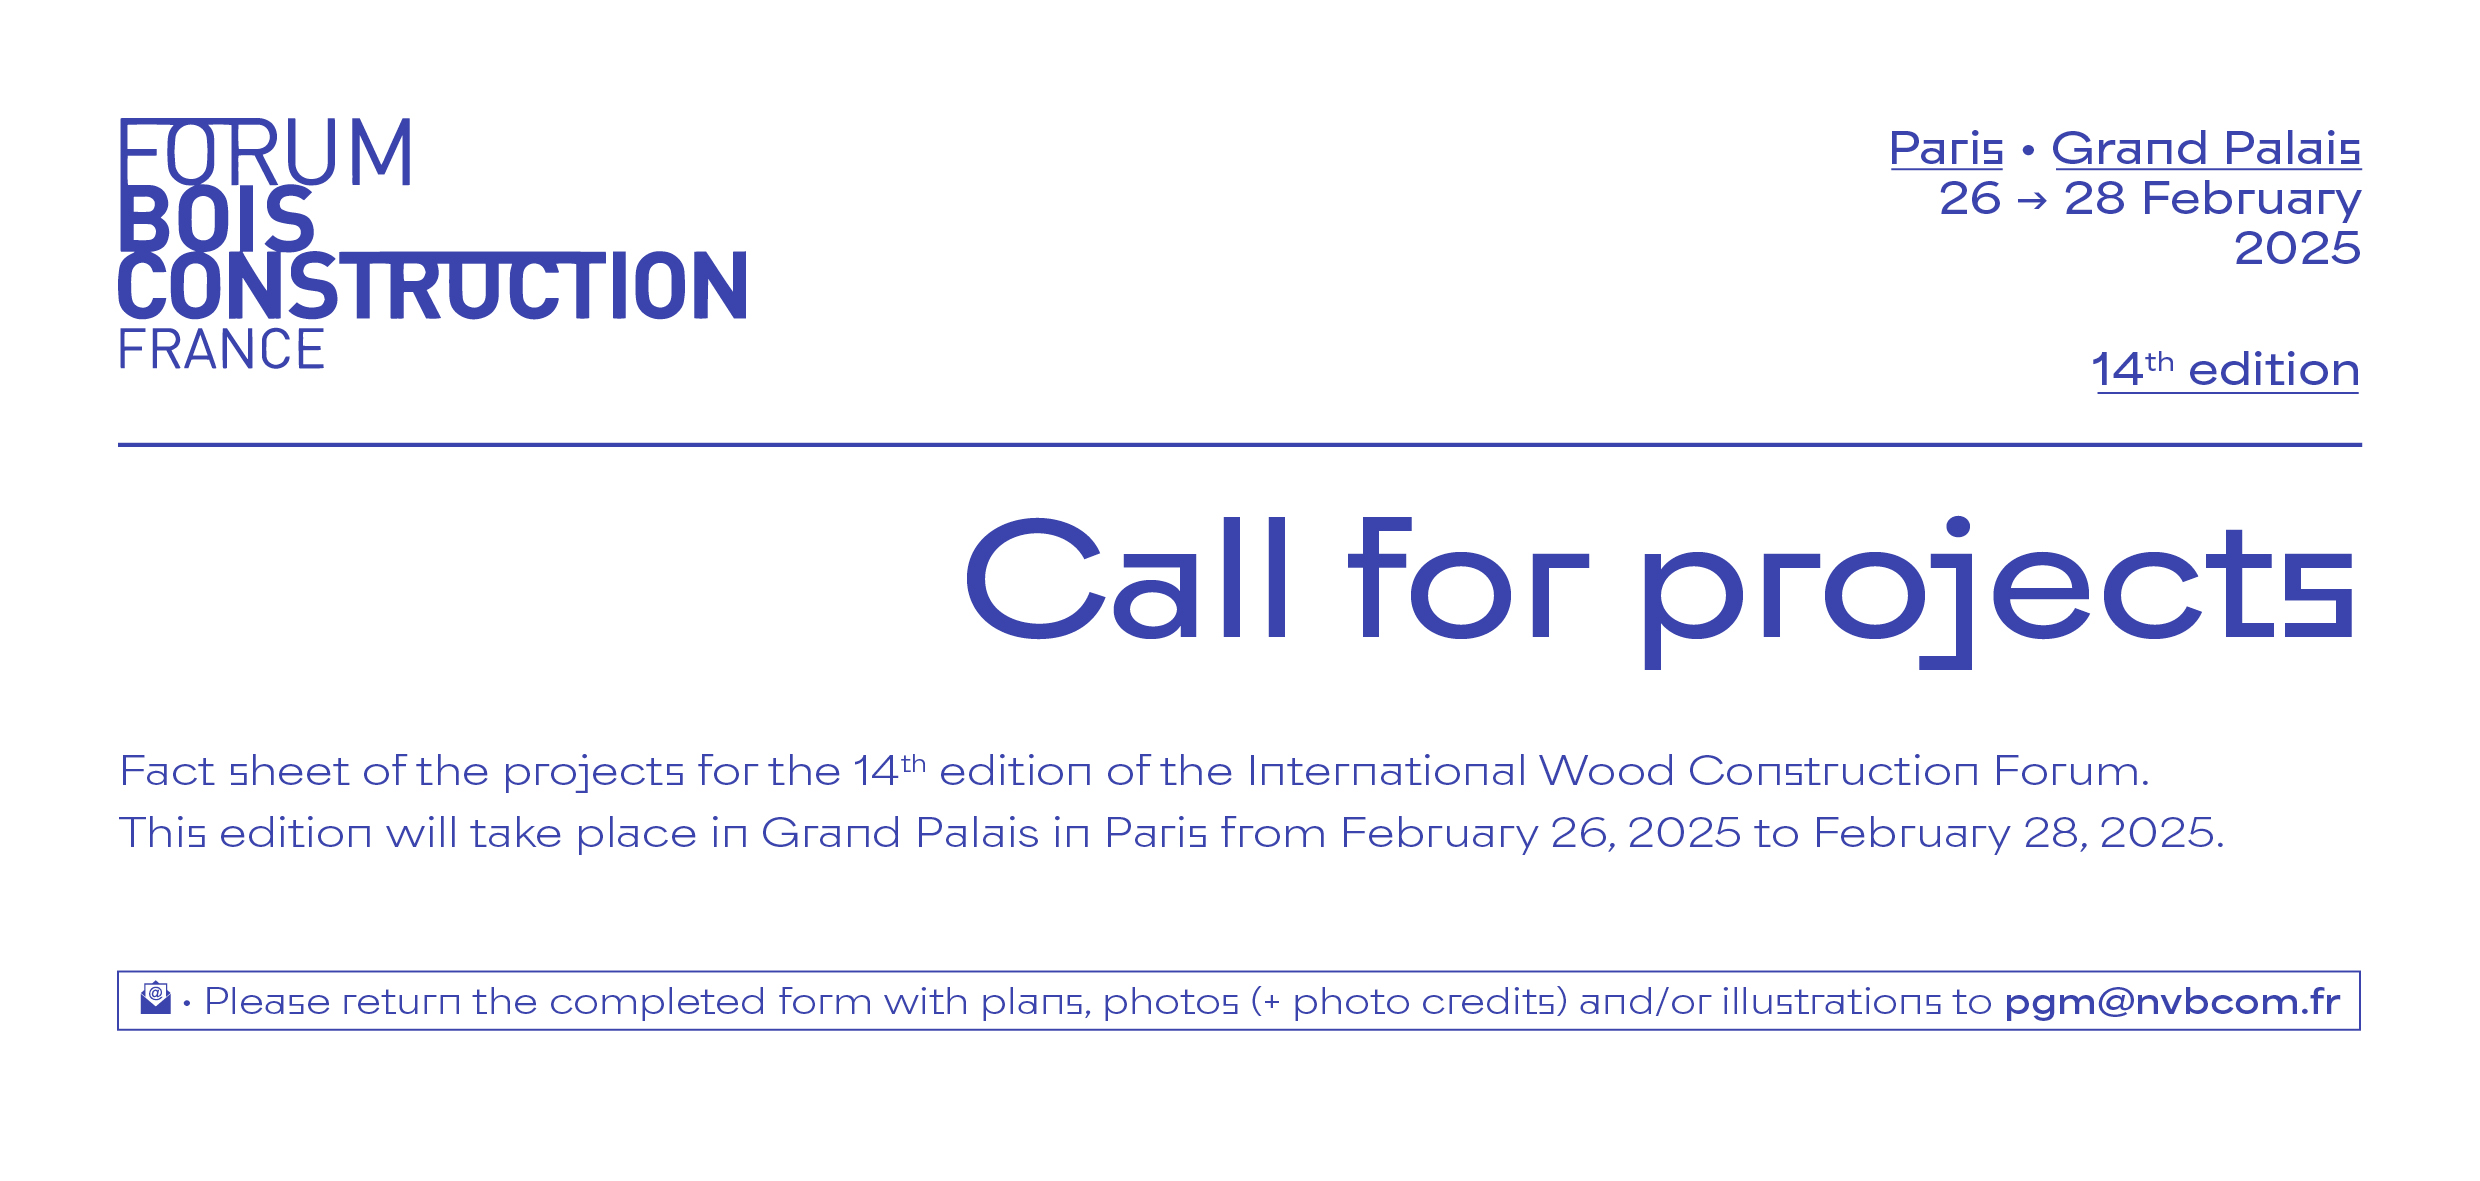 FORUM
BOIS
CONSTRUCTION
FRANCE
Paris • Grand Palais
26 → 28 February
2025
14th edition
Call for projects
Fact sheet of the projects for the 14th edition of the International Wood Construction Forum.
This edition will take place in Grand Palais in Paris from February 26, 2025 to February 28, 2025.
• Please return the completed form with plans, photos (+ photo credits) and/or illustrations to pgm@nvbcom.fr